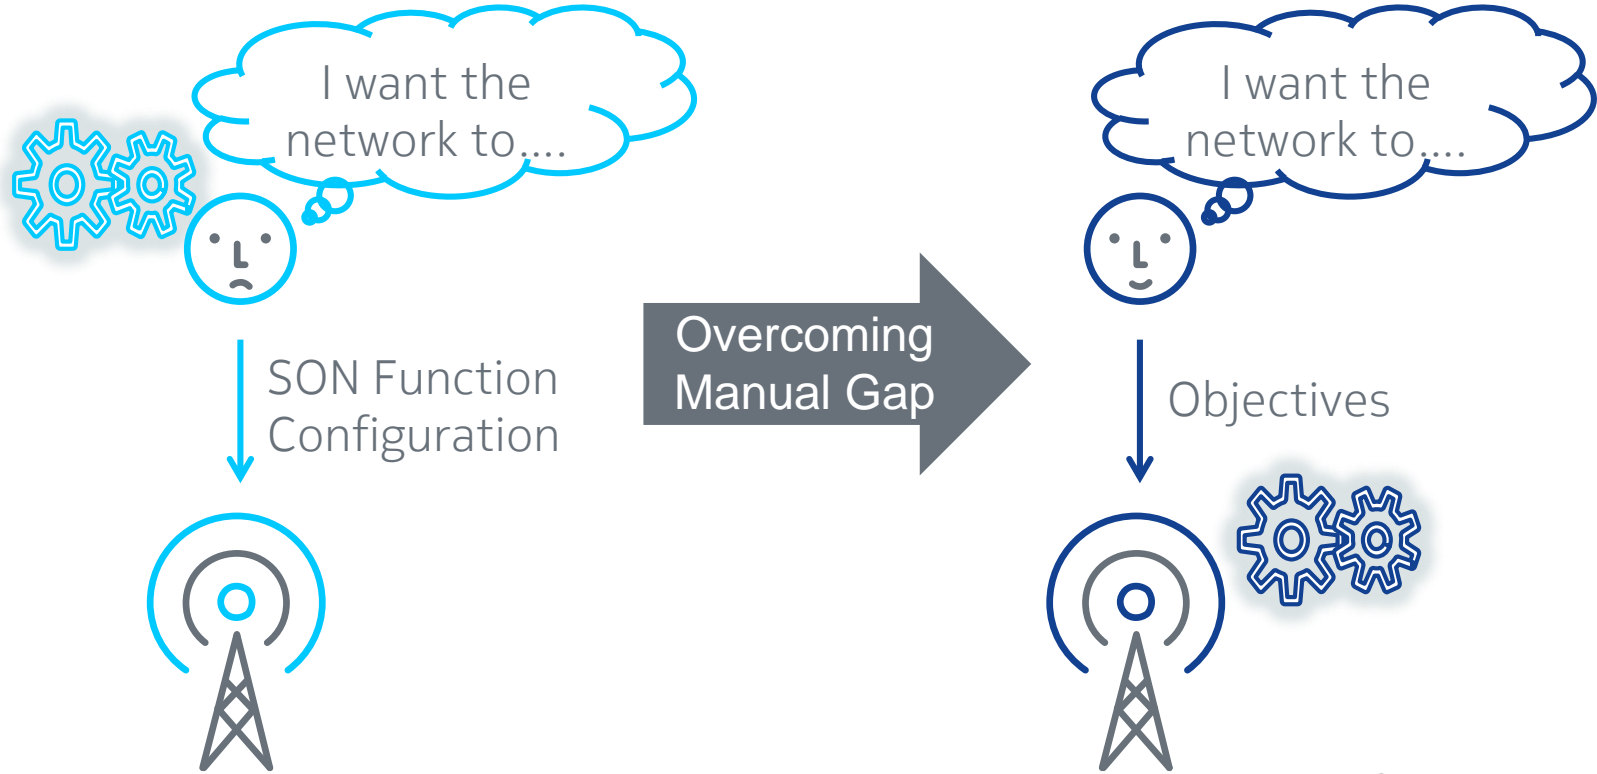 I want the
network to....
SON Function
Configuration
Overcoming
Manual Gap
I want the
network to....
Objectives